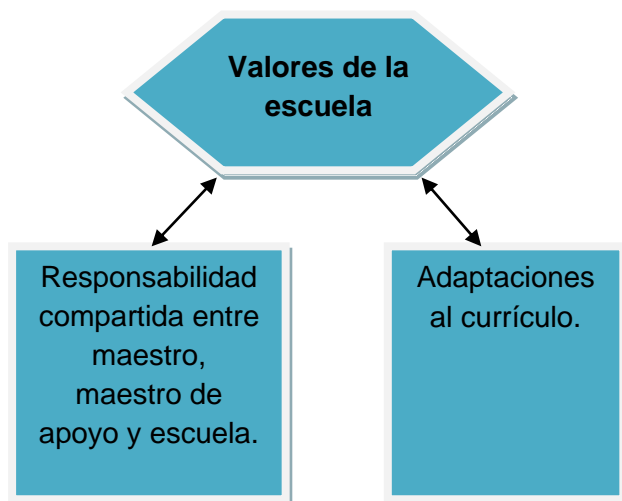 Valores de la
escuela
Responsabilidad
compartida entre
maestro,
maestro de
apoyo y escuela.
Adaptaciones
al currículo.